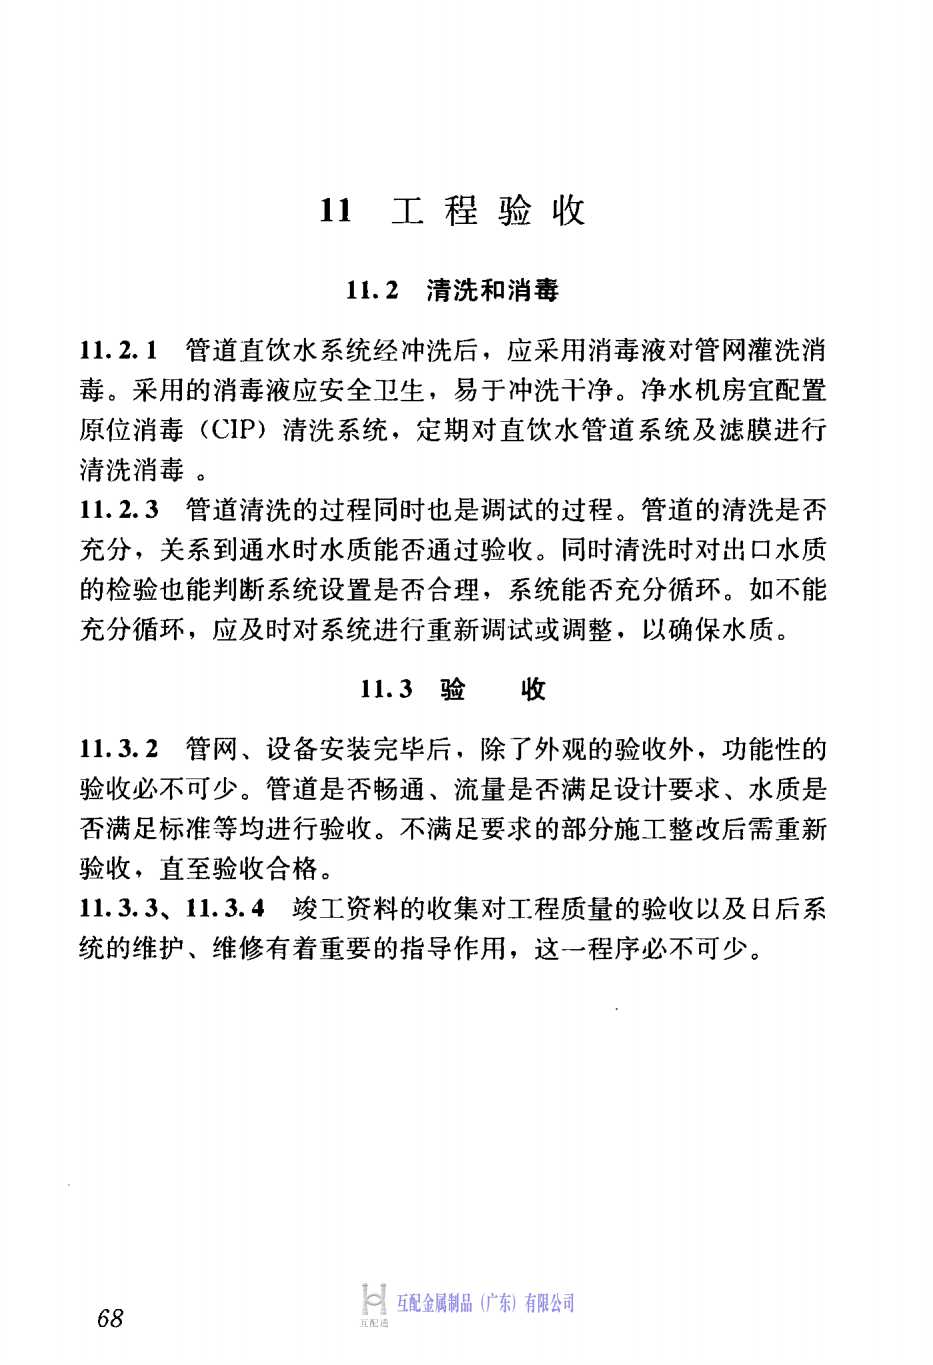 11 工程验收
11.2 清洗和消毒
11.2.1 管道直饮水系统经冲洗后，应采用消毒液对管网灌洗消
毒。采用的消毒液应安全卫生，易于冲洗干净。净水机房宜配置
原位消毒（CIP）清洗系统，定期对直饮水管道系统及滤膜进行
清洗消毒。
11.2.3 管道清洗的过程同时也是调试的过程。管道的清洗是否
充分，关系到通水时水质能否通过验收。同时清洗时对出口水质
的检验也能判断系统设置是否合理，系统能否充分循环。如不能
充分循环，应及时对系统进行重新调试或调整，以确保水质。
11.3 验 收
11.3.2 管网、设备安装完毕后，除了外观的验收外，功能性的
验收必不可少。管道是否畅通、流量是否满足设计要求、水质是
否满足标准等均进行验收。不满足要求的部分施工整改后需重新
验收，直至验收合格。
11.3.3、11.3.4 竣工资料的收集对工程质量的验收以及日后系
统的维护、维修有着重要的指导作用，这一程序必不可少。
互配金属制品（广东）有限公司
互配通
68